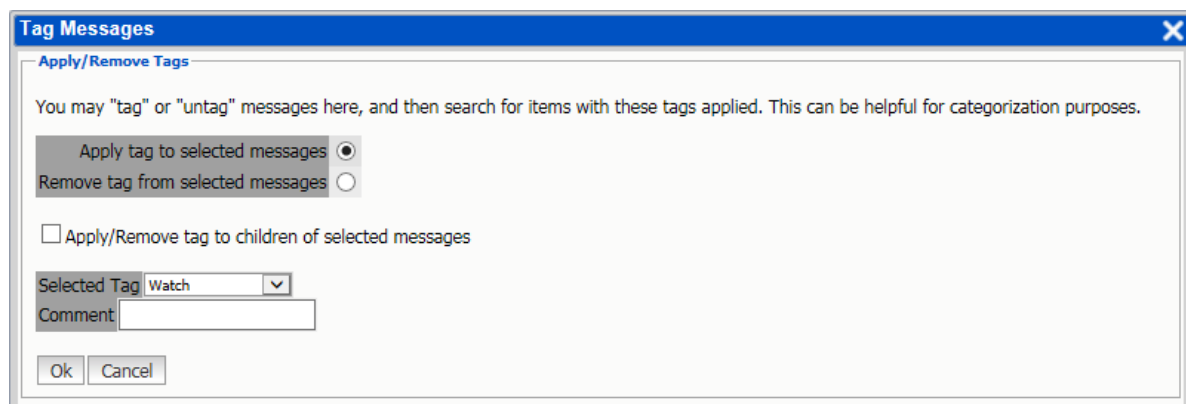 Tag Messages
Apply/Remove Tags
You may "tag" or "untag" messages here, and then search for items with these tags applied. This can be helpful for categorization purposes.
Apply tag to selected messages
Remove tag from selected messages
Apply/Remove tag to children of selected messages
Selected Tag Watch
Comment
Ok Cancel